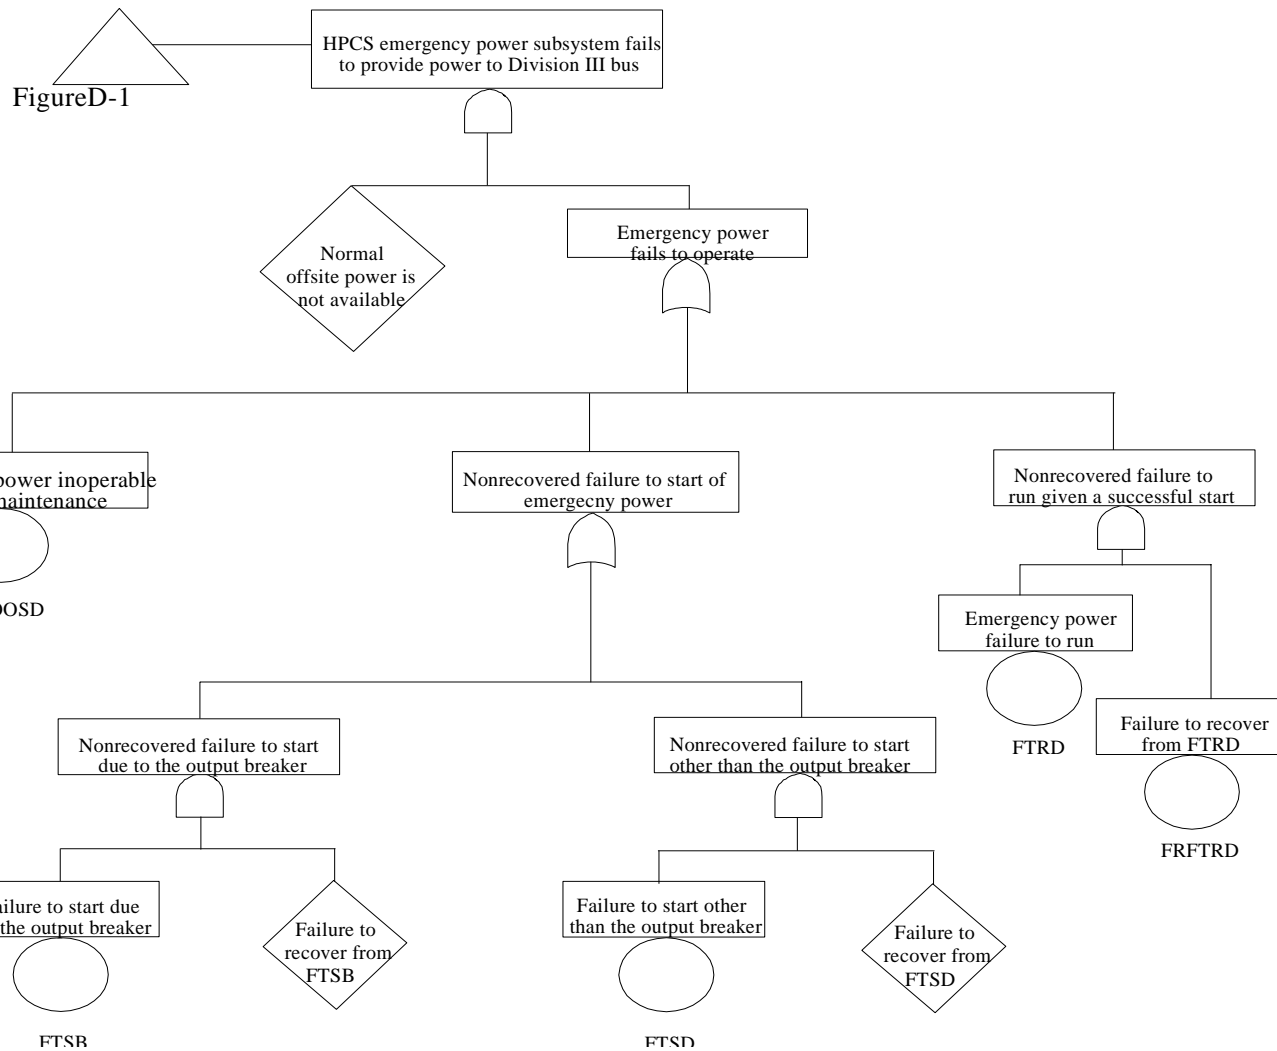 HPCS emergency power subsystem fails
to provide power to Division III bus
FigureD-1
Normal
offsite power is
not available
Emergency power
fails to operate
power inoperable
maintenance
OOSD
Nonrecovered failure to start of
emergecny power
Nonrecovered failure to
run given a successful start
Emergency power
failure to run
FTRD
Failure to recover
from FTRD
FRFTRD
Nonrecovered failure to start
due to the output breaker
Nonrecovered failure to start
other than the output breaker
ailure to start due
the output breaker
FTSB
Failure to
recover from
FTSB
Failure to start other
than the output breaker
FTSD
Failure to
recover from
FTSD